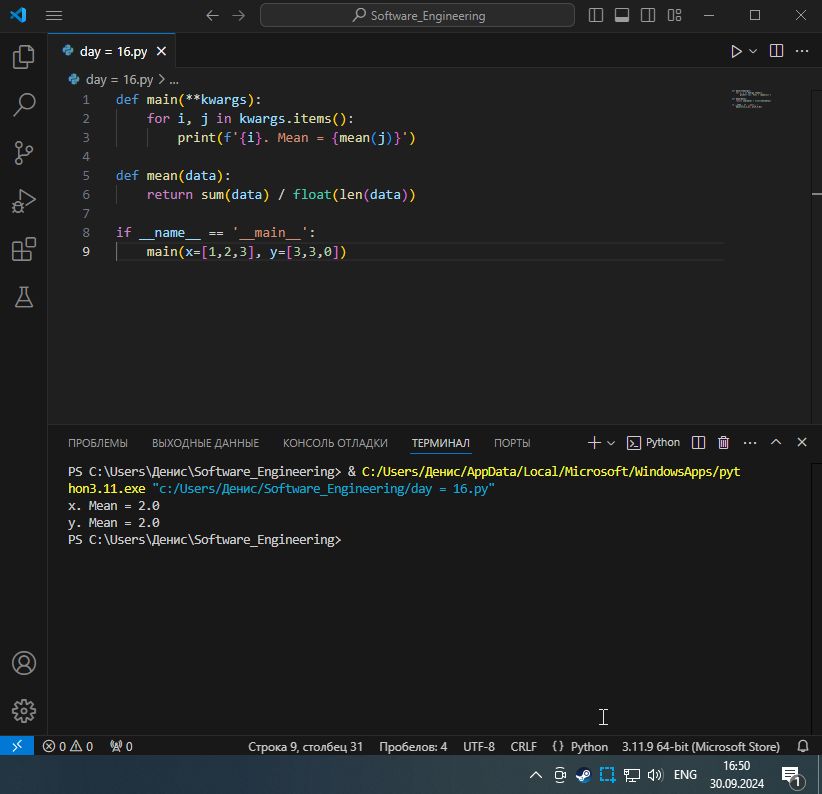 Software_Engineering
day = 16.py
day = 16.py > ...
1 def main(**kwargs):
2 for i, j in kwargs.items():
3 print(f'{i}. Mean = {mean(j)}')
4
5 def mean(data):
6 return sum(data) / float(len(data))
7
8 if __name__ == '__main__':
9 main(x=[1,2,3], y=[3,3,0])
ПРОБЛЕМЫ ВЫХОДНЫЕ ДАННЫЕ КОНСОЛЬ ОТЛАДКИ ТЕРМИНАЛ ПОРТЫ Python
PS C:\Users\Денис\Software_Engineering> & C:/Users/Денис/AppData/Local/Microsoft/WindowsApps/pyt
hon3.11.exe "c:/Users/Денис/Software_Engineering/day = 16.py"
x. Mean = 2.0
y. Mean = 2.0
PS C:\Users\Денис\Software_Engineering>
0 0 0 Строка 9, столбец 31 Пробелов: 4 UTF-8 CRLF {} Python 3.11.9 64-bit (Microsoft Store)
ENG 16:50
30.09.2024 1